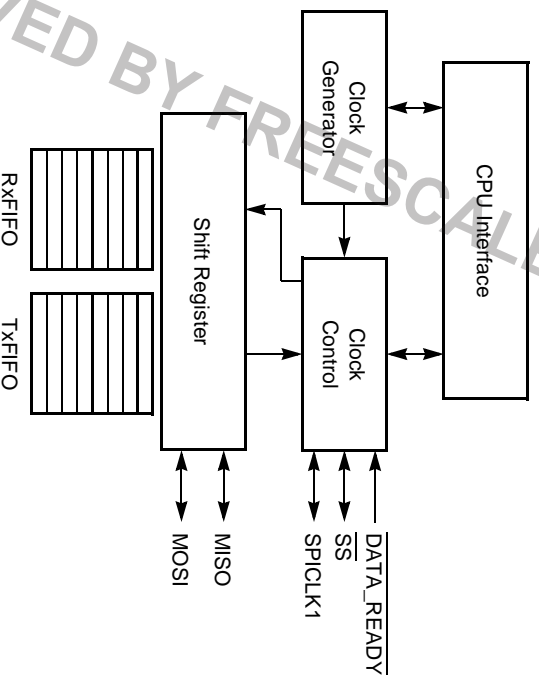 VED BY FREESCALE
CPU Interface
Clock
Generator
Clock
Control
Shift Register
RxFIFO
TxFIFO
DATA_READY
SS
SPICLK1
MISO
MOSI